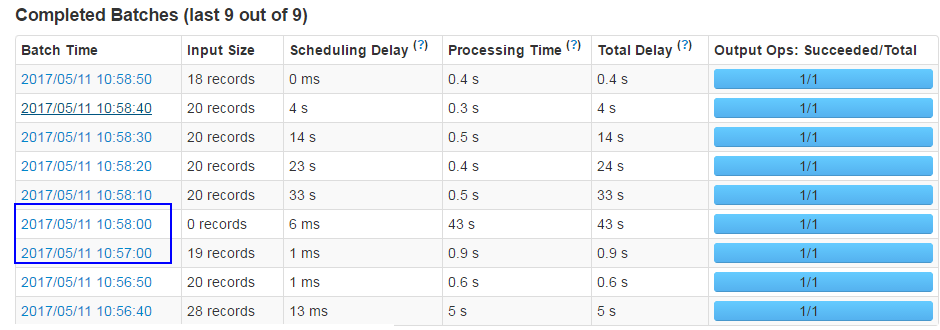 Completed Batches (last 9 out of 9)
Batch Time Input Size Scheduling Delay (?) Processing Time (?) Total Delay (?) Output Ops: Succeeded/Total
2017/05/11 10:58:50 18 records 0 ms 0.4 s 0.4 s 1/1
2017/05/11 10:58:40 20 records 4 s 0.3 s 4 s 1/1
2017/05/11 10:58:30 20 records 14 s 0.5 s 14 s 1/1
2017/05/11 10:58:20 20 records 23 s 0.4 s 24 s 1/1
2017/05/11 10:58:10 20 records 33 s 0.5 s 33 s 1/1
2017/05/11 10:58:00 0 records 6 ms 43 s 43 s 1/1
2017/05/11 10:57:00 19 records 1 ms 0.9 s 0.9 s 1/1
2017/05/11 10:56:50 20 records 1 ms 0.6 s 0.6 s 1/1
2017/05/11 10:56:40 28 records 13 ms 5 s 5 s 1/1